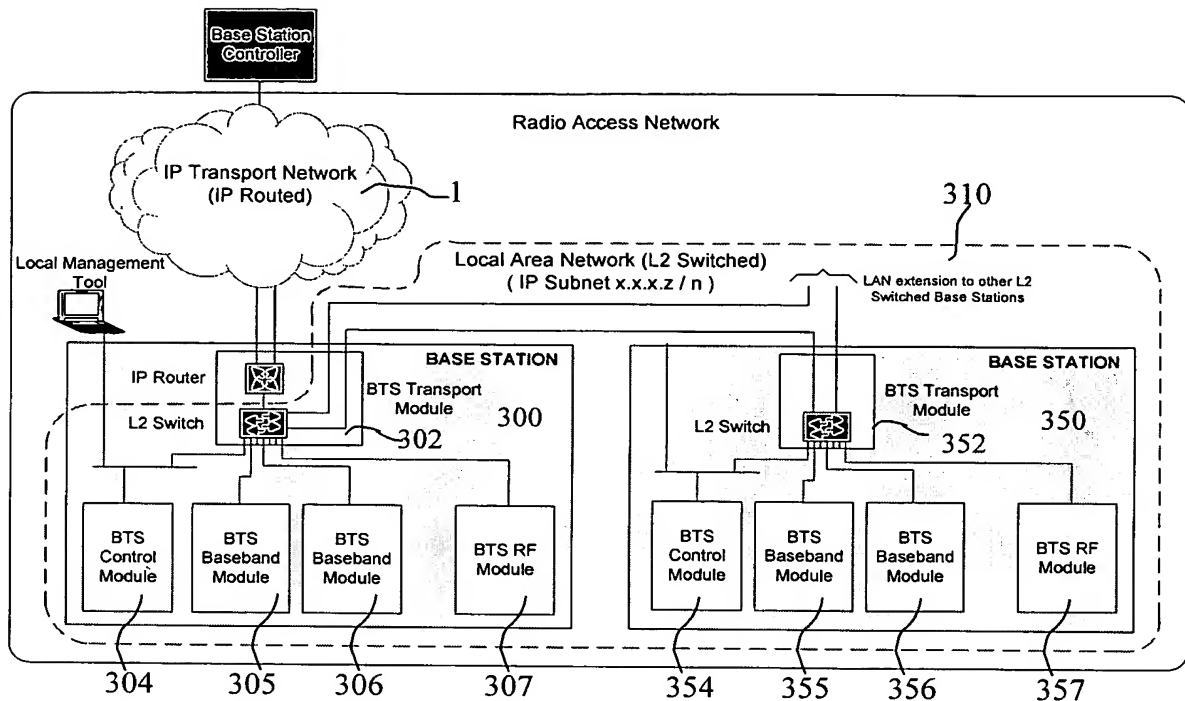 Base Station
Controller
Radio Access Network
IP Transport Network
(IP Routed)
1
310
Local Management
Tool
Local Area Network (L2 Switched)
( IP Subnet x.x.x.z / n )
LAN extension to other L2
Switched Base Stations
BASE STATION
IP Router
BTS Transport
Module
L2 Switch
300
302
BASE STATION
BTS Transport
Module
L2 Switch
350
352
BTS
Control
Module
BTS
Baseband
Module
BTS
Baseband
Module
BTS RF
Module
BTS
Control
Module
BTS
Baseband
Module
BTS
Baseband
Module
BTS RF
Module
304
305
306
307
354
355
356
357